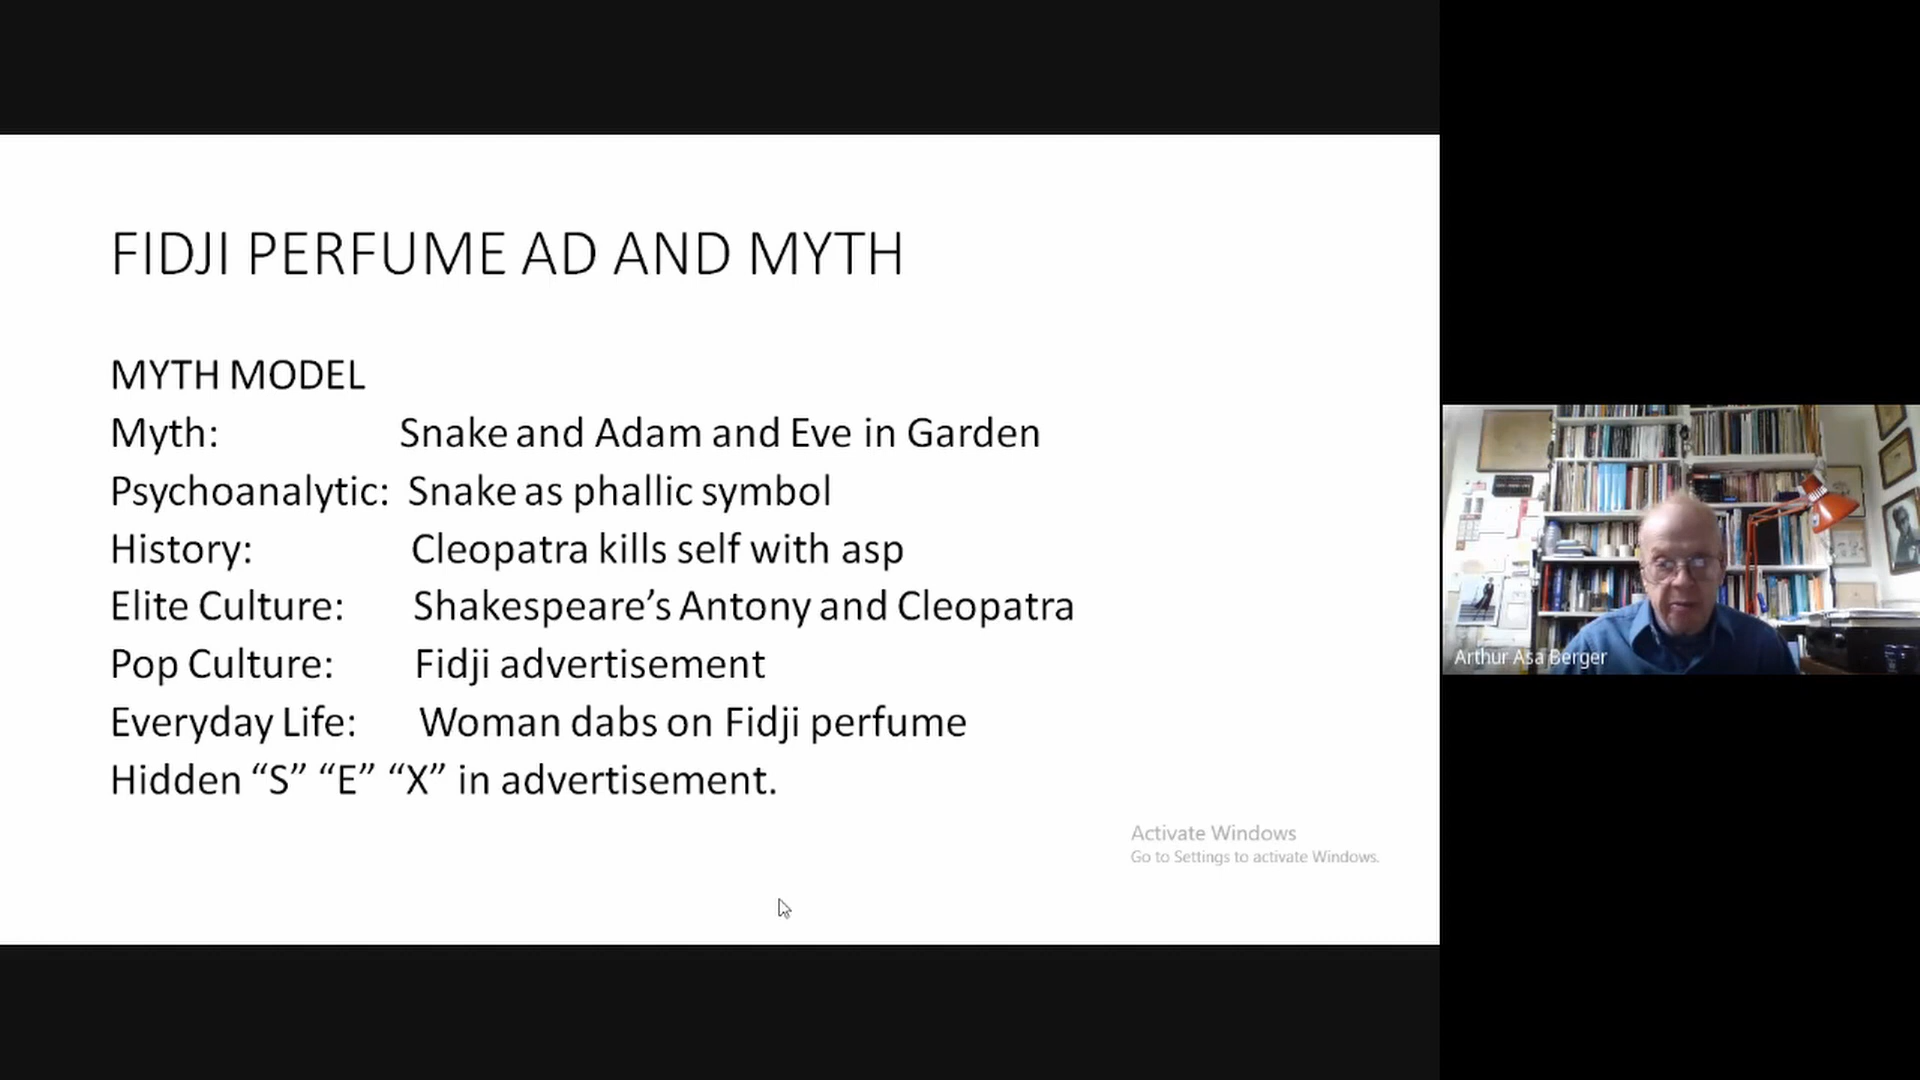 FIDJI PERFUME AD AND MYTH
MYTH MODEL
Myth: Snake and Adam and Eve in Garden
Psychoanalytic: Snake as phallic symbol
History: Cleopatra kills self with asp
Elite Culture: Shakespeare’s Antony and Cleopatra
Pop Culture: Fidji advertisement
Everyday Life: Woman dabs on Fidji perfume
Hidden “S” “E” “X” in advertisement.
Activate Windows
Go to Settings to activate Windows.
Arthur Asa Berger